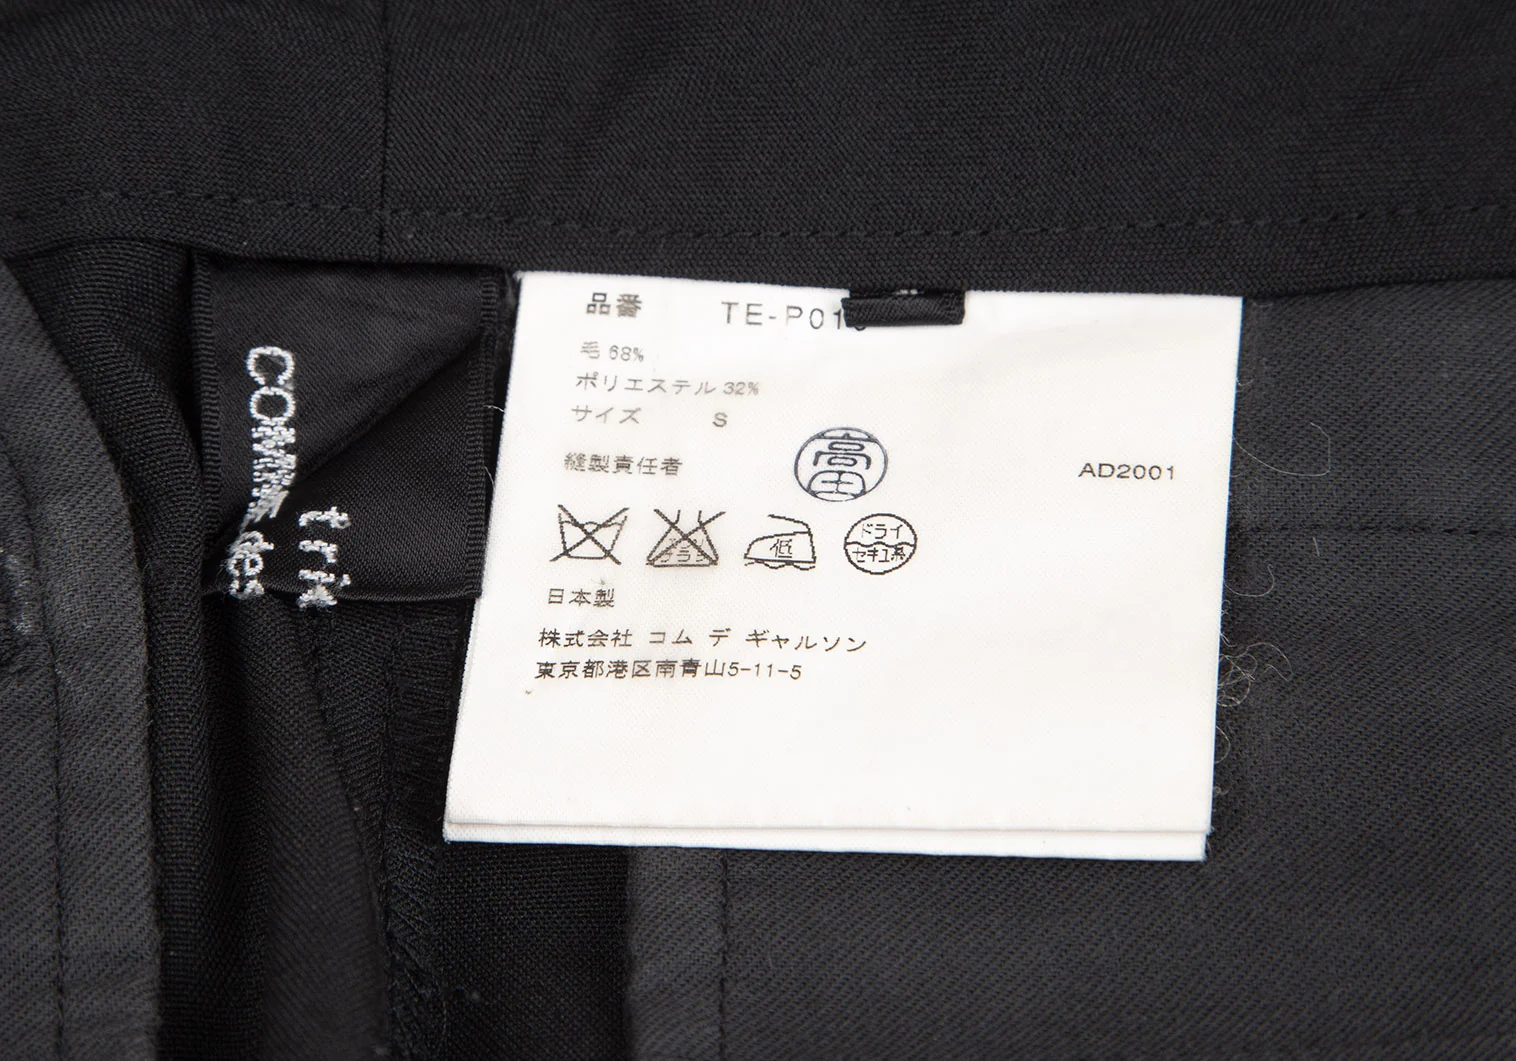 COMME des
tric
品番 TE-P01
毛 68%
ポリエステル 32%
サイズ S
縫製責任者 富
AD2001
ドライ
セキユ系
低
日本製
株式会社 コム デ ギャルソン
東京都港区南青山5-11-5